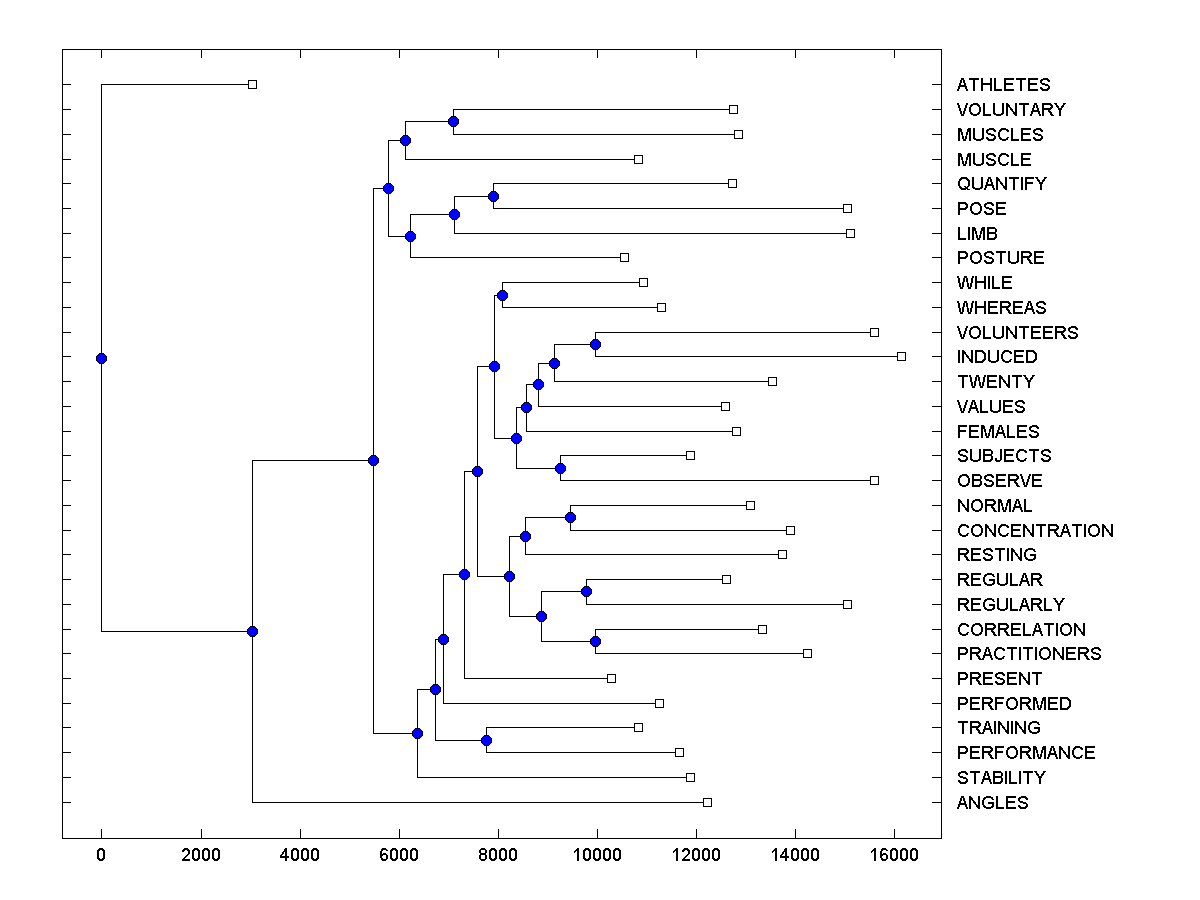 ATHLETES
VOLUNTARY
MUSCLES
MUSCLE
QUANTIFY
POSE
LIMB
POSTURE
WHILE
WHEREAS
VOLUNTEERS
INDUCED
TWENTY
VALUES
FEMALES
SUBJECTS
OBSERVE
NORMAL
CONCENTRATION
RESTING
REGULAR
REGULARLY
CORRELATION
PRACTITIONERS
PRESENT
PERFORMED
TRAINING
PERFORMANCE
STABILITY
ANGLES
0 2000 4000 6000 8000 10000 12000 14000 16000